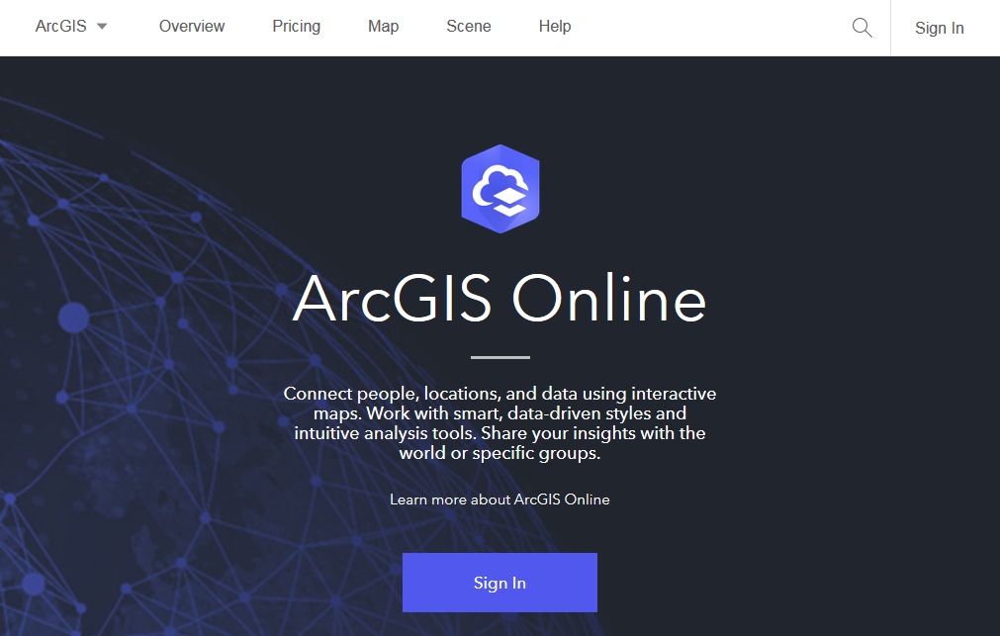 ArcGIS Overview Pricing Map Scene Help Sign In
ArcGIS Online
Connect people, locations, and data using interactive
maps. Work with smart, data-driven styles and
intuitive analysis tools. Share your insights with the
world or specific groups.
Learn more about ArcGIS Online
Sign In